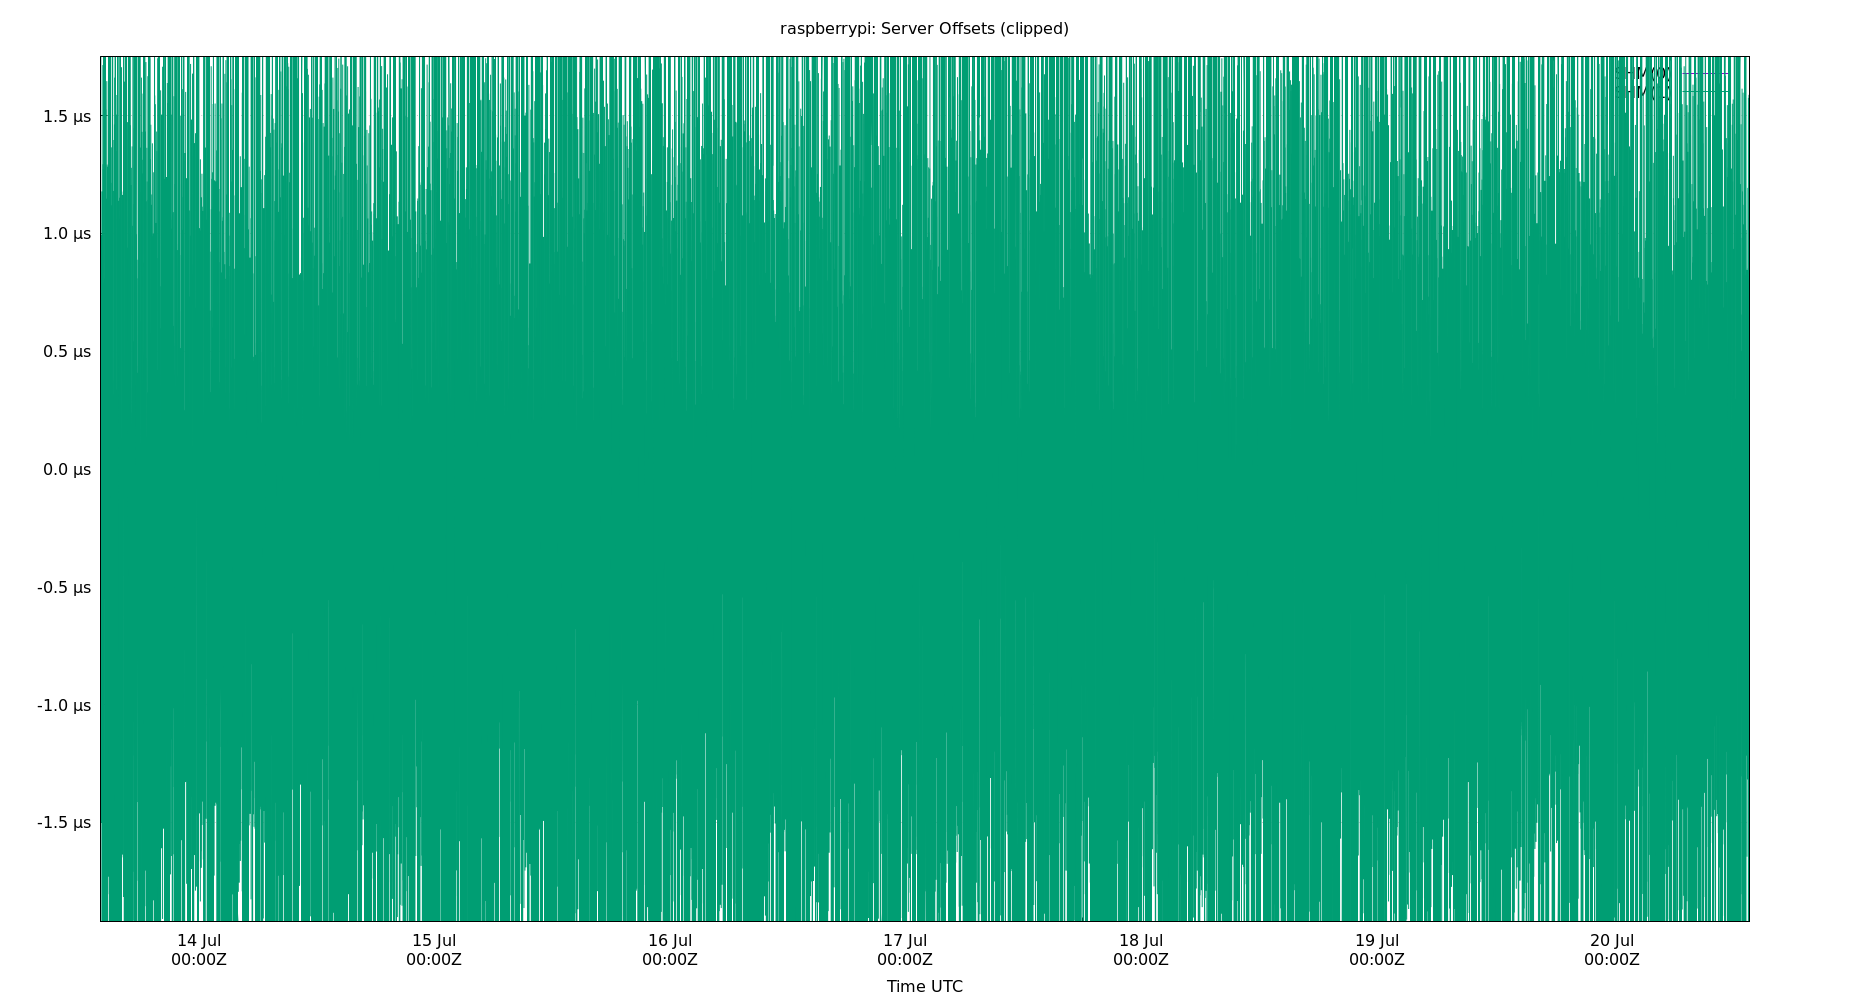 raspberrypi: Server Offsets (clipped)
1.5 µs
1.0 µs
0.5 µs
0.0 µs
-0.5 µs
-1.0 µs
-1.5 µs
14 Jul 15 Jul 16 Jul 17 Jul 18 Jul 19 Jul 20 Jul
00:00Z 00:00Z 00:00Z 00:00Z 00:00Z 00:00Z 00:00Z
Time UTC